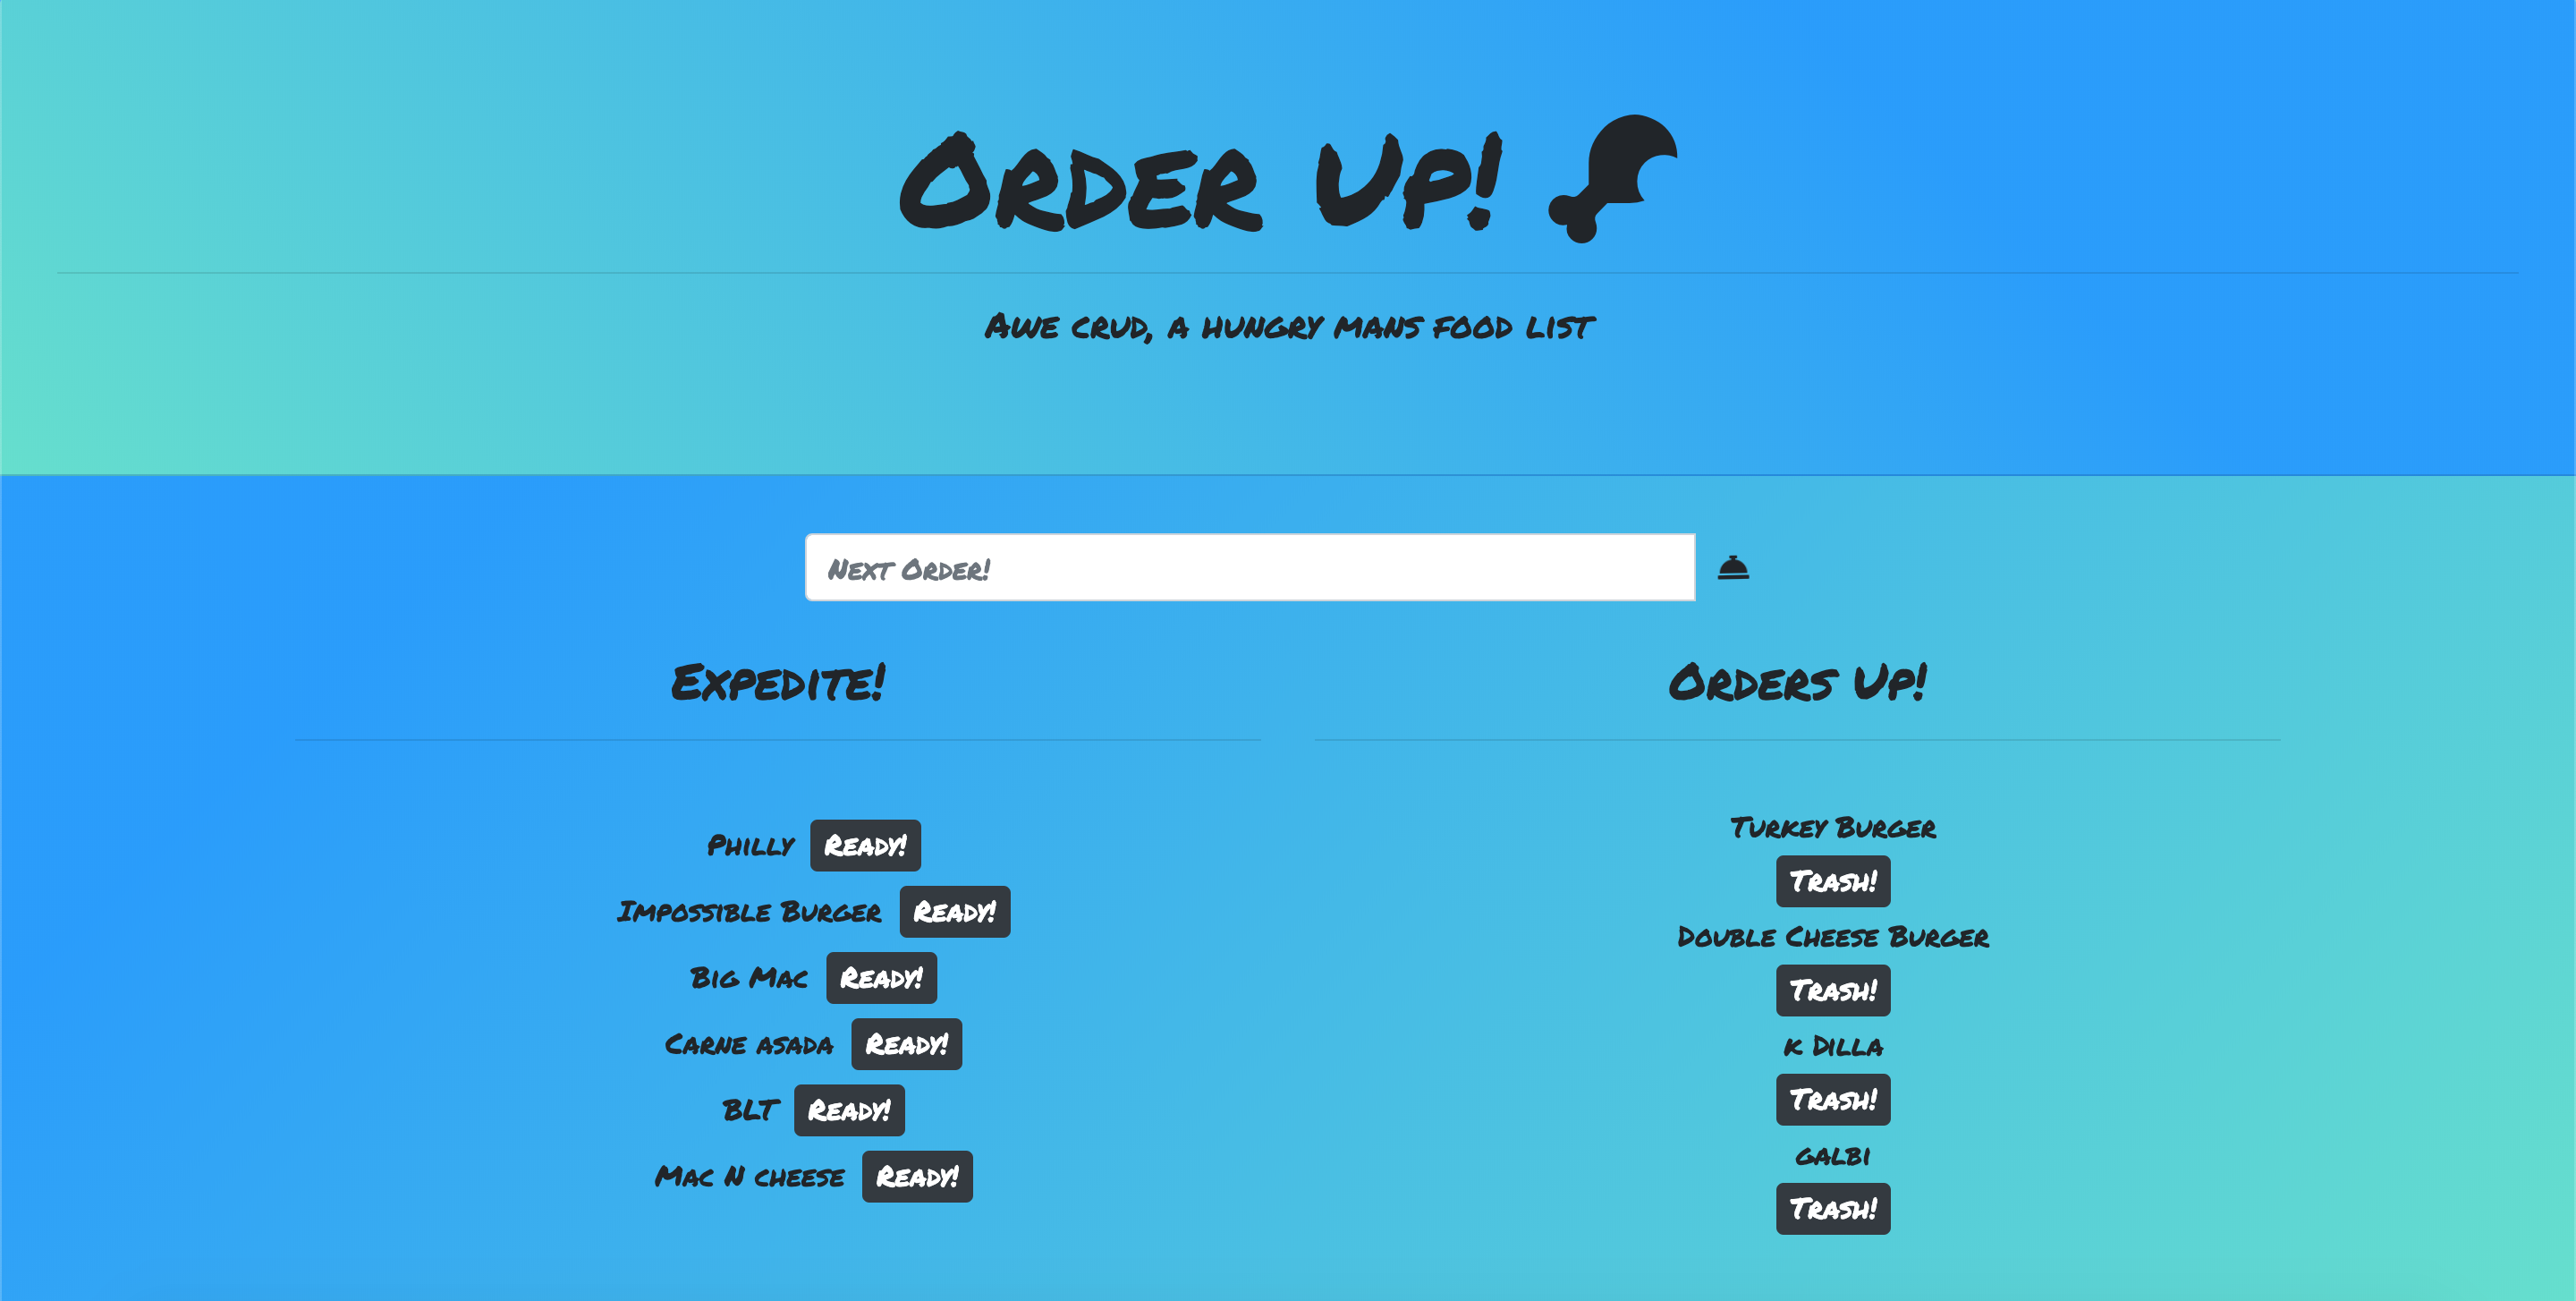 Order Up!
Awe crud, a hungry mans food list
Next Order!
Expedite!
Philly Ready!
Impossible Burger Ready!
Big Mac Ready!
Carne asada Ready!
BLT Ready!
Mac N cheese Ready!
Orders Up!
Turkey Burger
Trash!
Double Cheese Burger
Trash!
k Dilla
Trash!
galbi
Trash!